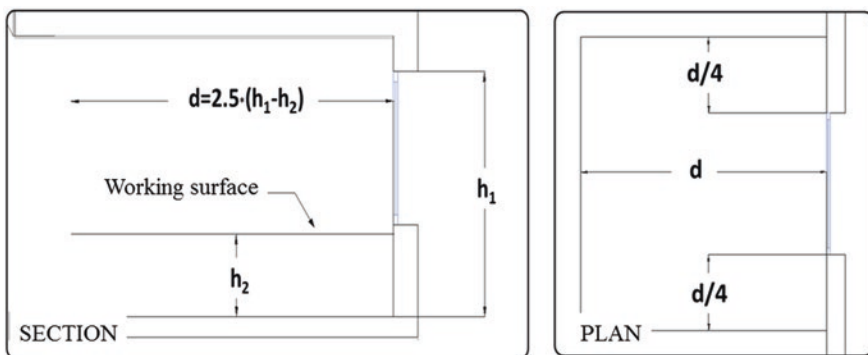 d=2.5·(h₁-h₂)
Working surface
h₁
h₂
SECTION
d/4
d
d/4
PLAN